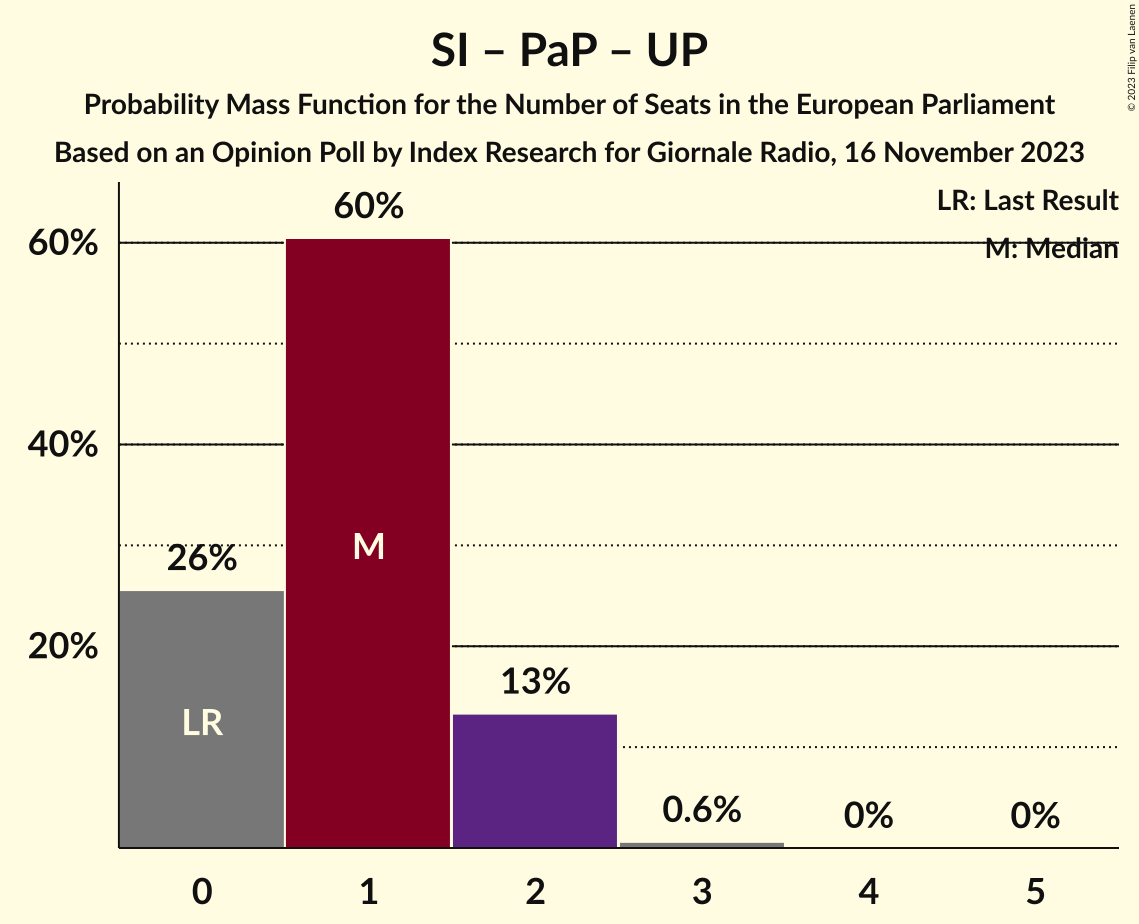 SI – PaP – UP
Probability Mass Function for the Number of Seats in the European Parliament
Based on an Opinion Poll by Index Research for Giornale Radio, 16 November 2023
© 2023 Filip van Laenen
LR: Last Result
M: Median
60%
40%
20%
26%
60%
13%
0.6%
0%
0%
LR
M
0
1
2
3
4
5